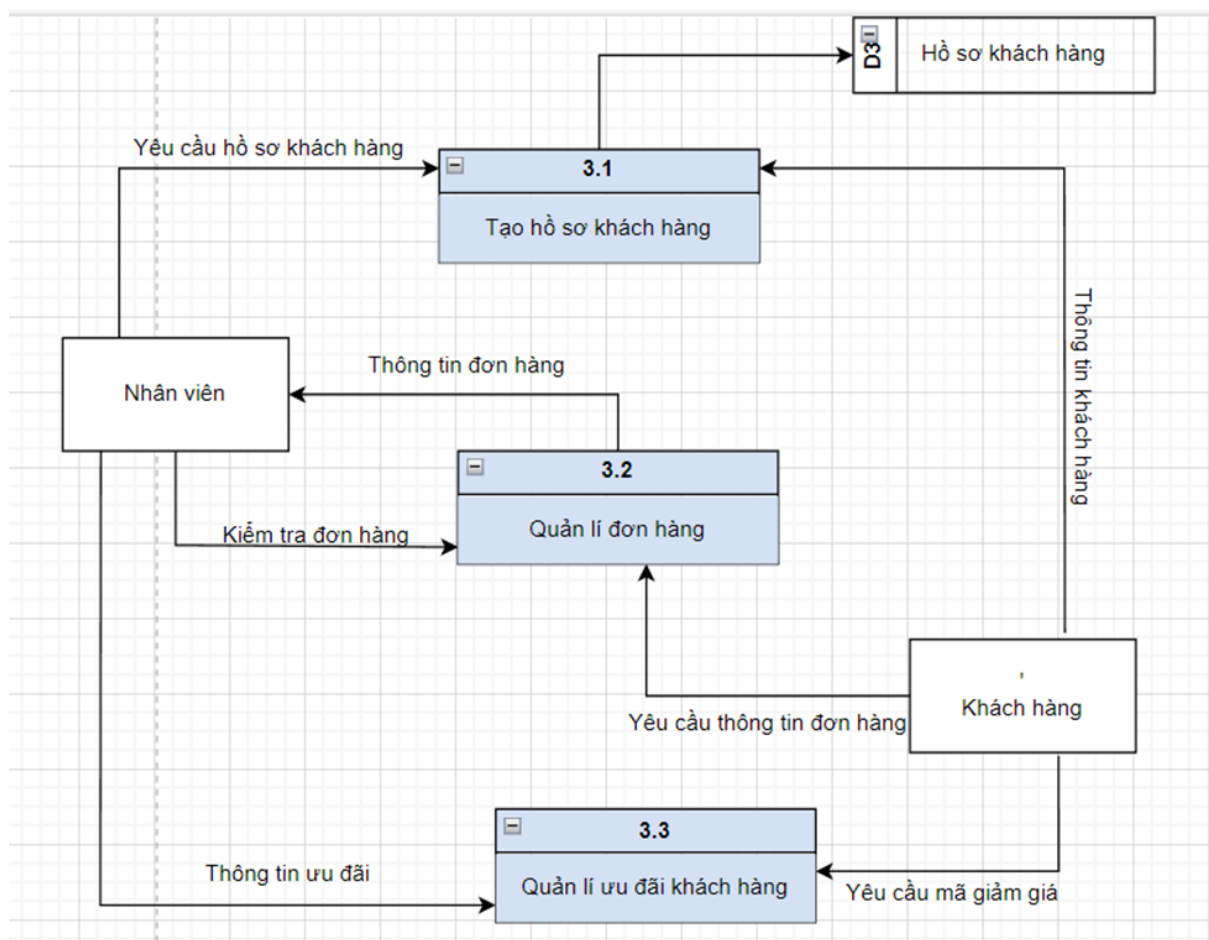 D3
Hồ sơ khách hàng
Yêu cầu hồ sơ khách hàng
3.1
Tạo hồ sơ khách hàng
Thông tin khách hàng
Thông tin đơn hàng
Nhân viên
3.2
Quản lí đơn hàng
Kiểm tra đơn hàng
'
Khách hàng
Yêu cầu thông tin đơn hàng
3.3
Thông tin ưu đãi
Quản lí ưu đãi khách hàng
Yêu cầu mã giảm giá